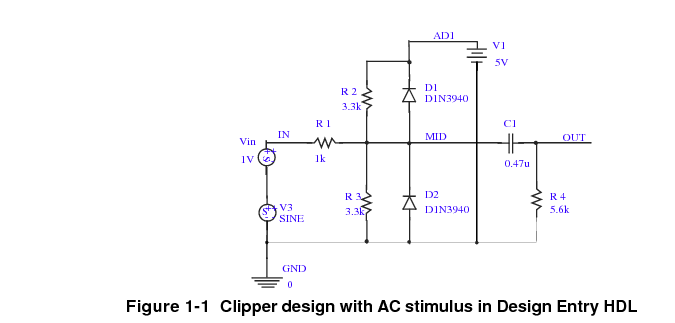 AD1
V1
5V
R 2
3.3k
D1
D1N3940
R 1
1k
IN
Vin
1V
MID
C1
0.47u
OUT
V3
SINE
R 3
3.3k
D2
D1N3940
R 4
5.6k
GND
0
Figure 1-1 Clipper design with AC stimulus in Design Entry HDL